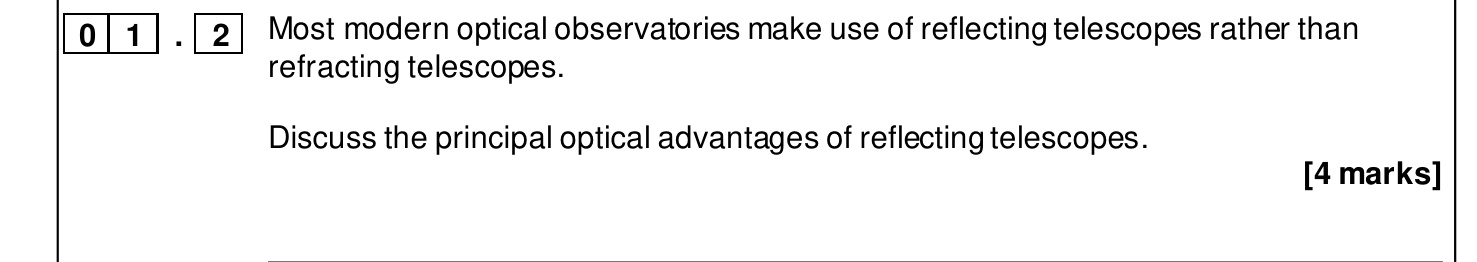 0 1 . 2 Most modern optical observatories make use of reflecting telescopes rather than
refracting telescopes.
Discuss the principal optical advantages of reflecting telescopes.
[4 marks]